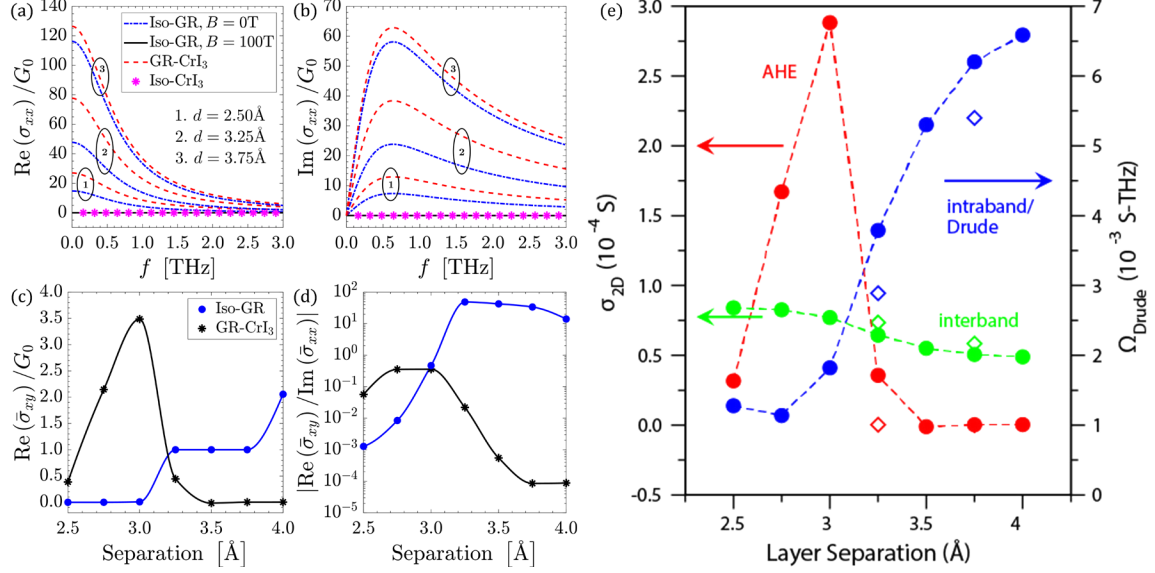 (a)
Re (σxx) /G0
140
120
100
80
60
40
20
0
0.0 0.5 1.0 1.5 2.0 2.5 3.0
f [THz]
Iso-GR, B = 0T
Iso-GR, B = 100T
GR-CrI3
Iso-CrI3
1. d = 2.50Å
2. d = 3.25Å
3. d = 3.75Å
3
2
1
(b)
Im (σxx) /G0
70
60
50
40
30
20
10
0
0.0 0.5 1.0 1.5 2.0 2.5 3.0
f [THz]
3
2
1
(c)
Re (σ̄xy) /G0
4.0
3.5
3.0
2.5
2.0
1.5
1.0
0.5
0.0
2.5 3.0 3.5 4.0
Separation [Å]
Iso-GR
GR-CrI3
(d)
|Re (σ̄xy) /Im (σ̄xx)|
10²
10¹
10⁰
10⁻¹
10⁻²
10⁻³
10⁻⁴
10⁻⁵
2.5 3.0 3.5 4.0
Separation [Å]
(e)
σ2D (10⁻⁴ S)
3.0
2.5
2.0
1.5
1.0
0.5
0.0
-0.5
AHE
intraband/
Drude
interband
7
6
5
4
3
2
1
0
ΩDrude (10⁻³ S-THz)
2.5 3 3.5 4
Layer Separation (Å)